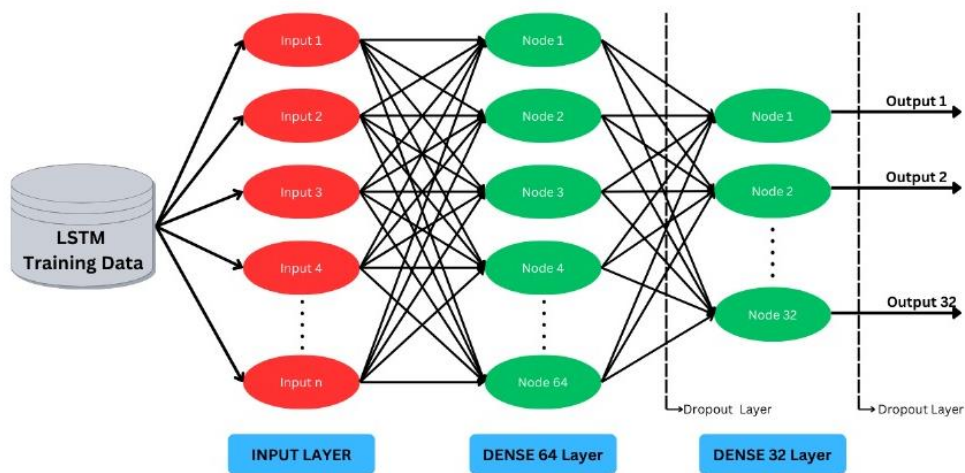 LSTM
Training Data
Input 1
Input 2
Input 3
Input 4
Input n
INPUT LAYER
Node 1
Node 2
Node 3
Node 4
Node 64
DENSE 64 Layer
Dropout Layer
Node 1
Node 2
Node 32
DENSE 32 Layer
Dropout Layer
Output 1
Output 2
Output 32